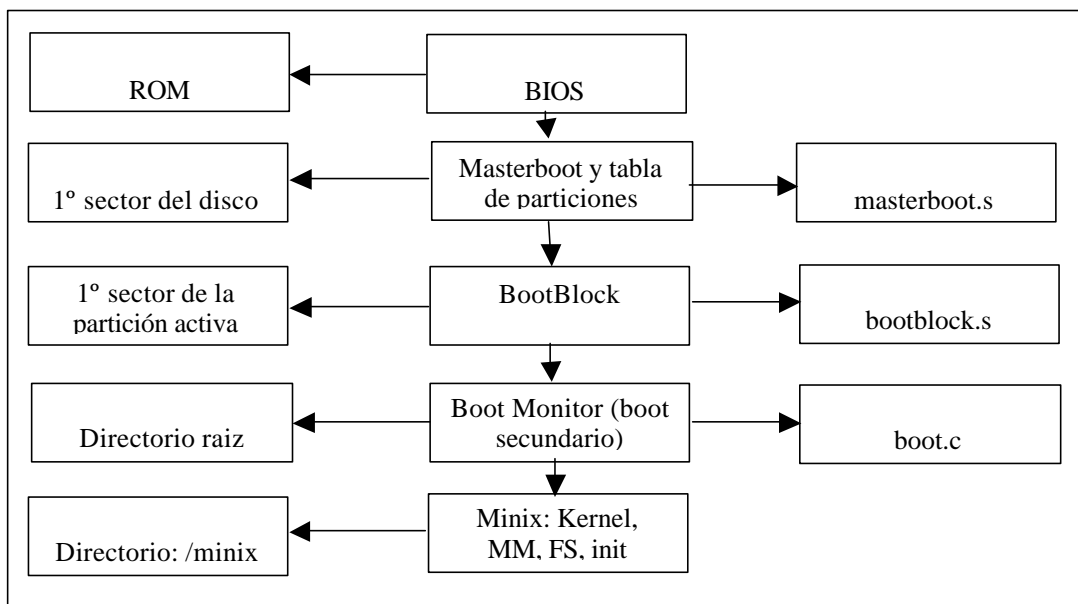 ROM
BIOS
1º sector del disco
Masterboot y tabla
de particiones
masterboot.s
1º sector de la
partición activa
BootBlock
bootblock.s
Directorio raiz
Boot Monitor (boot
secundario)
boot.c
Directorio: /minix
Minix: Kernel,
MM, FS, init